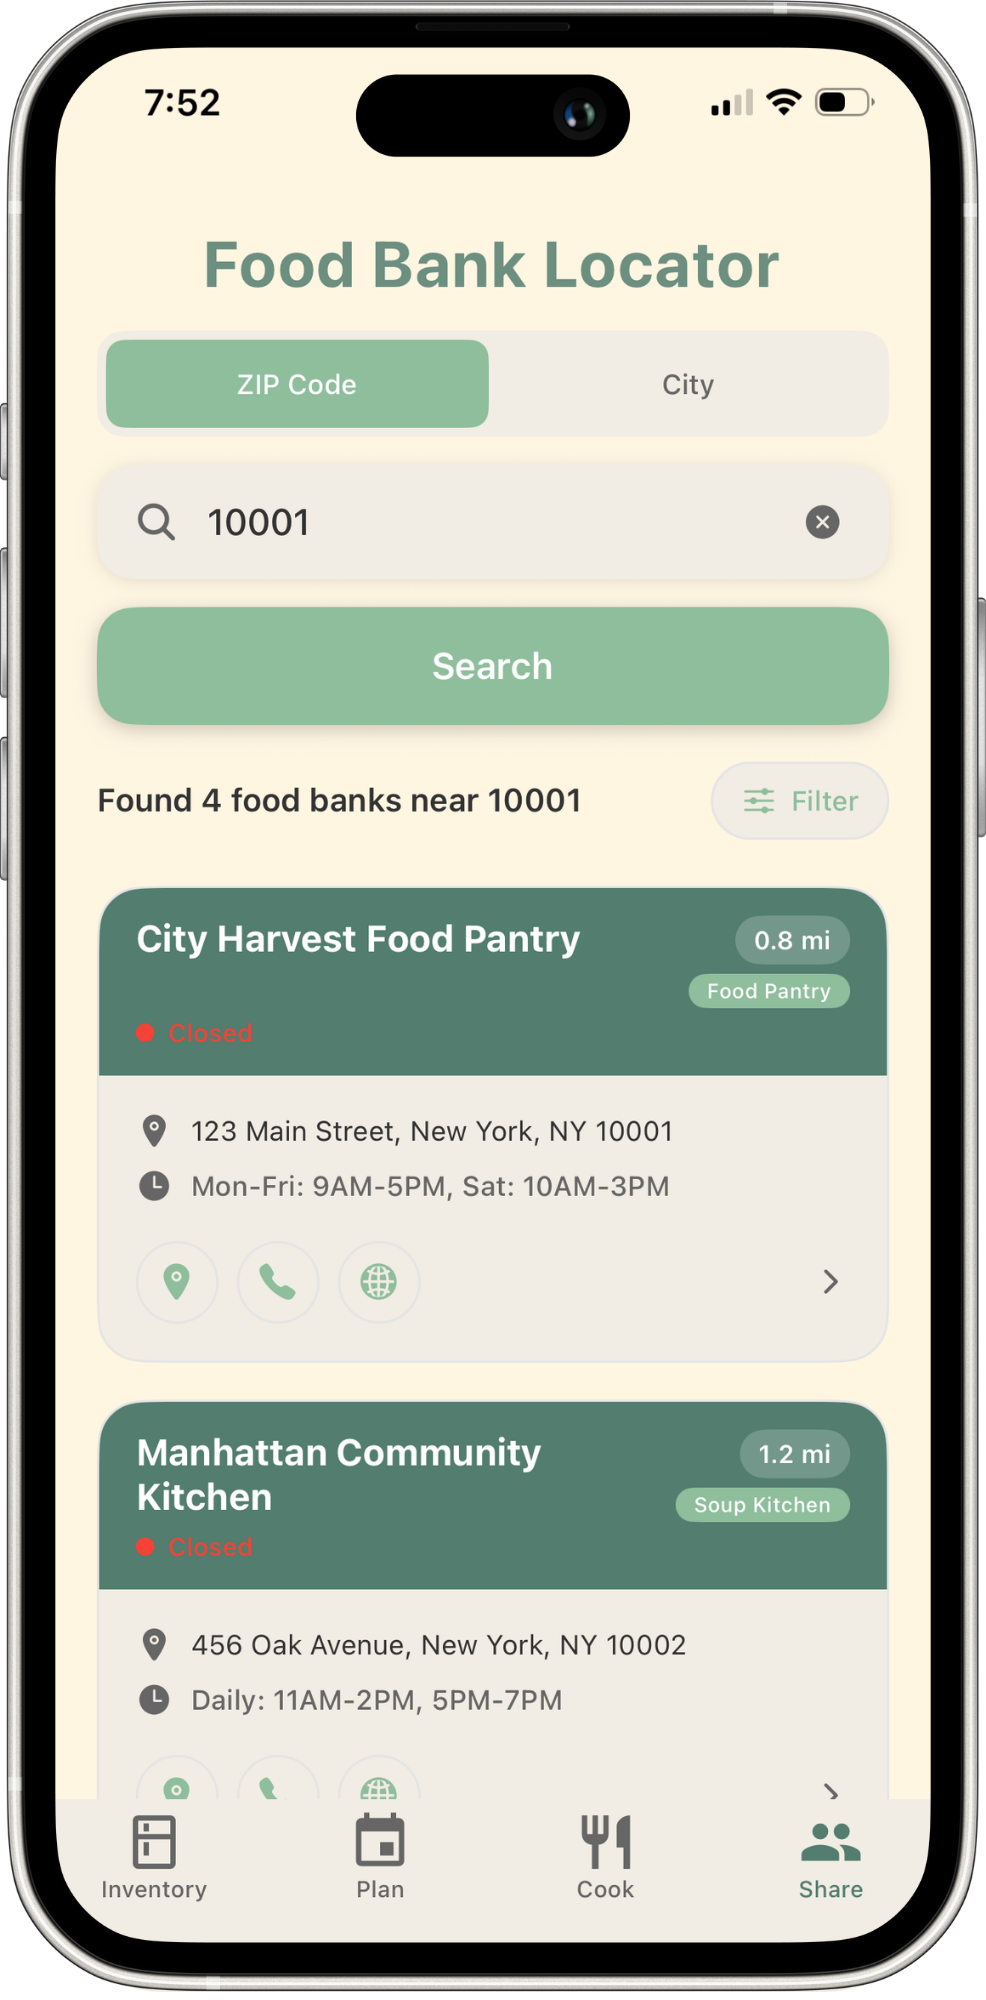 7:52
Food Bank Locator
ZIP Code
City
10001
Search
Found 4 food banks near 10001
Filter
City Harvest Food Pantry
0.8 mi
Food Pantry
Closed
123 Main Street, New York, NY 10001
Mon-Fri: 9AM-5PM, Sat: 10AM-3PM
Manhattan Community
Kitchen
1.2 mi
Soup Kitchen
Closed
456 Oak Avenue, New York, NY 10002
Daily: 11AM-2PM, 5PM-7PM
Inventory
Plan
Cook
Share